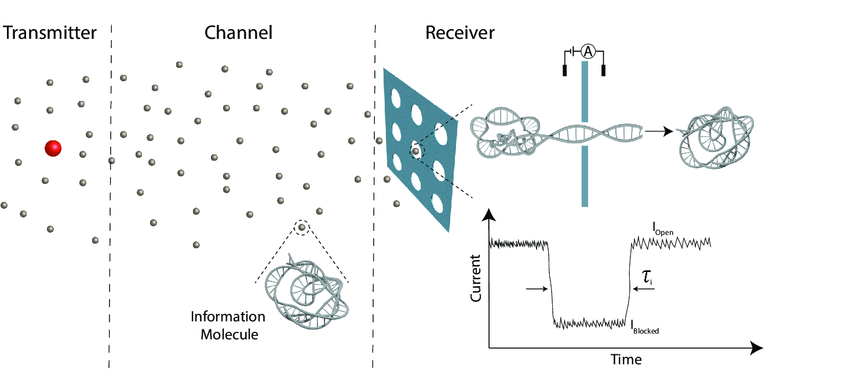 Transmitter
Channel
Receiver
A
Information
Molecule
Current
I Open
τ i
I Blocked
Time